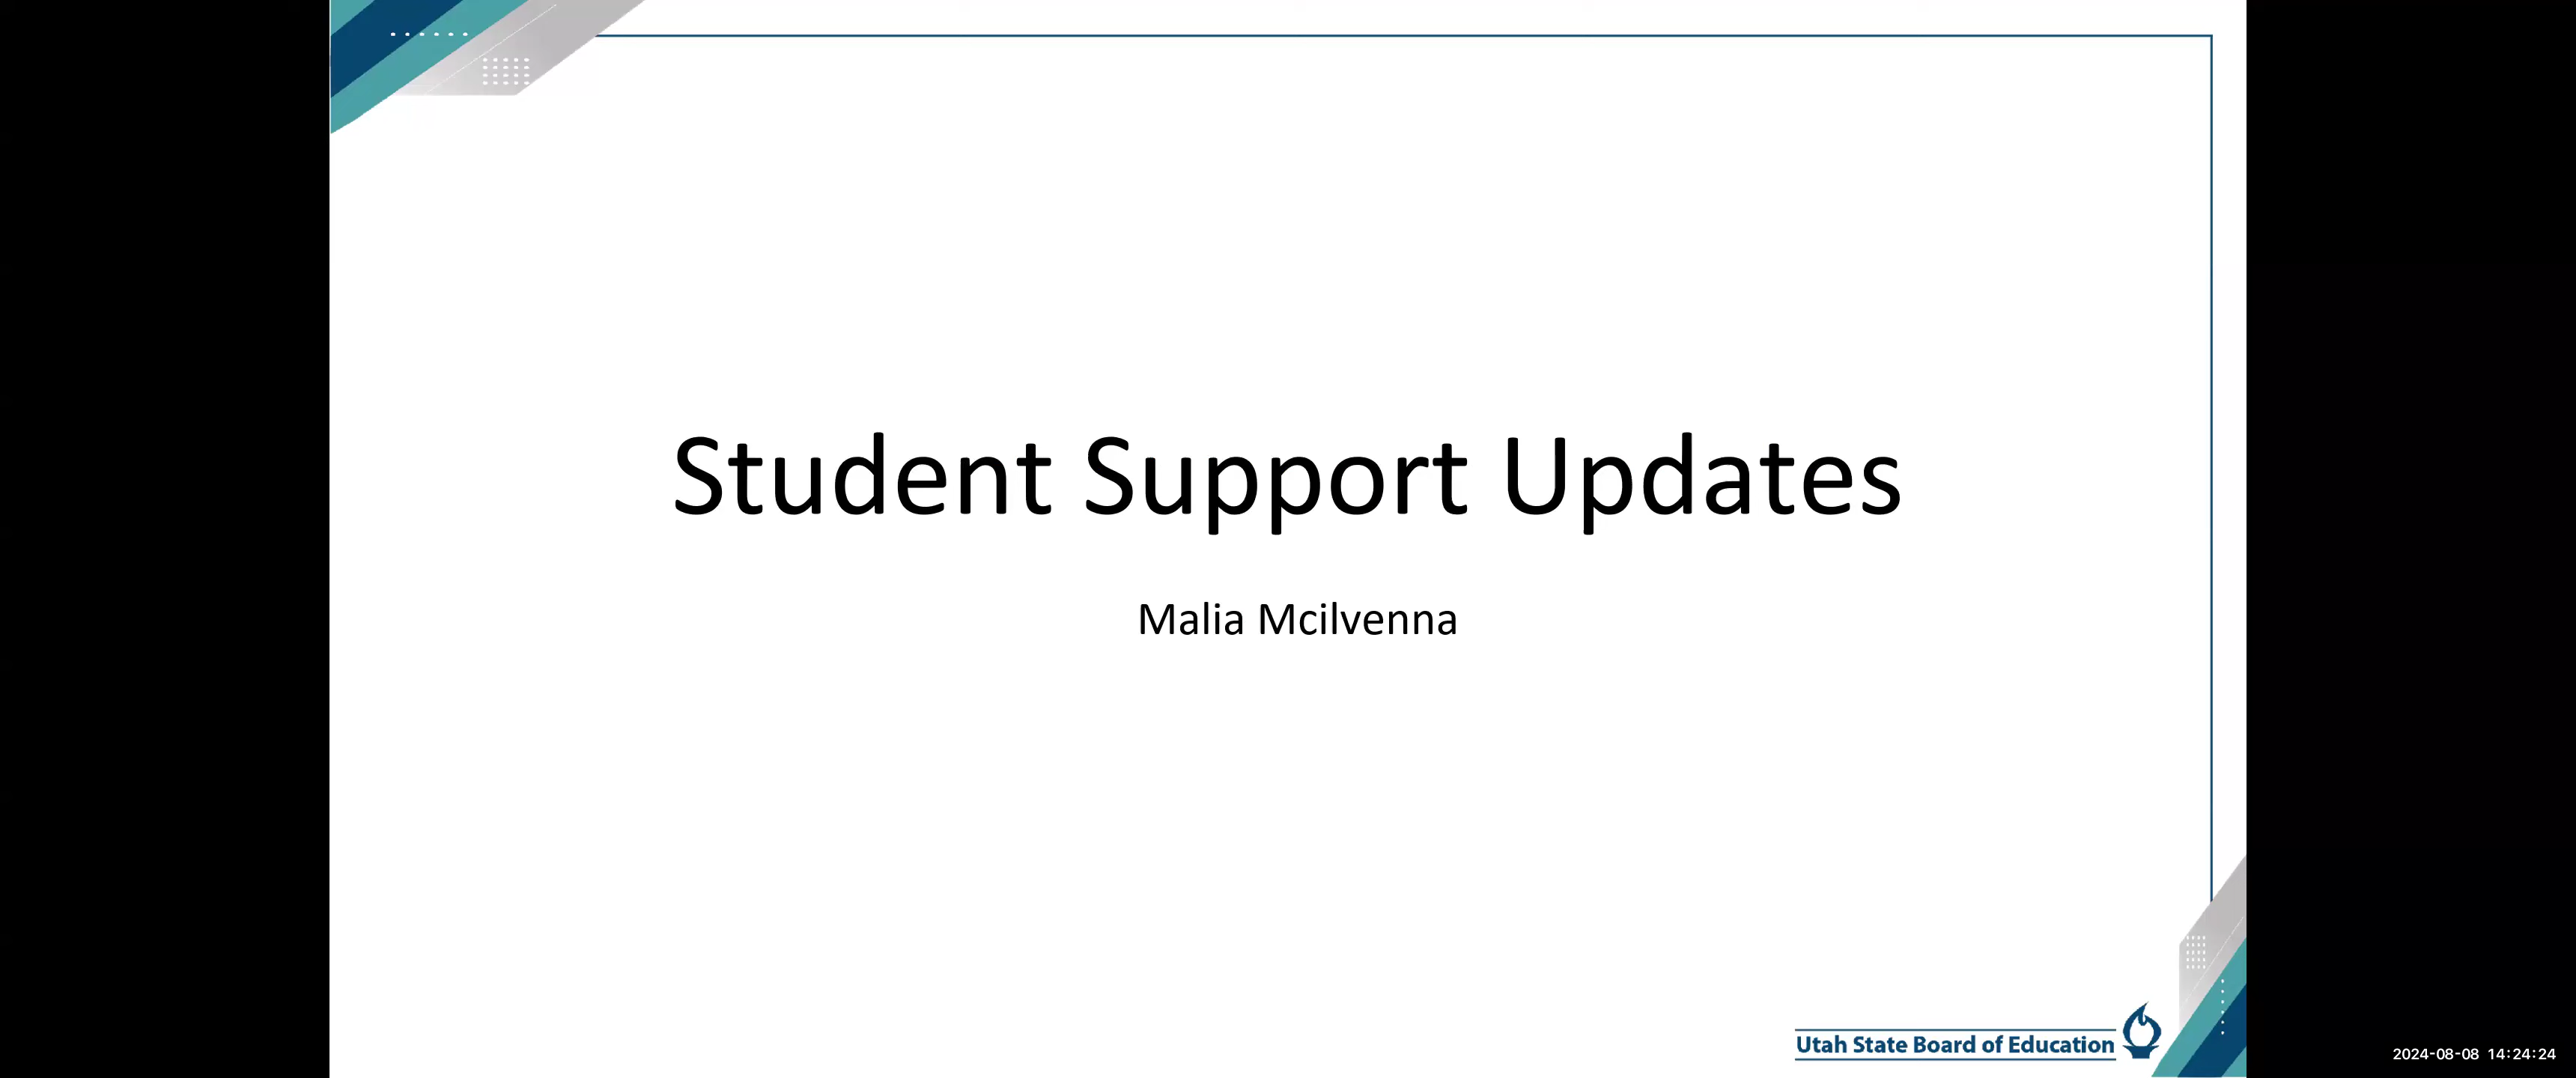 Student Support Updates
Malia Mcilvenna
Utah State Board of Education
2024-08-08 14:24:24